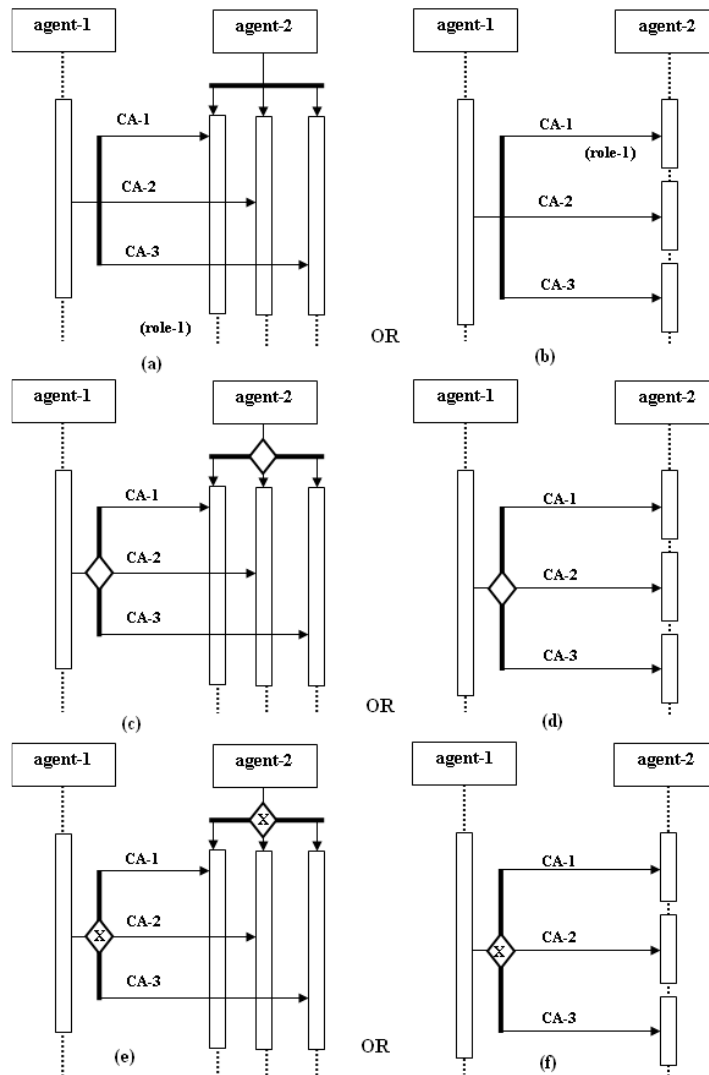 agent-1
agent-2
CA-1
CA-2
CA-3
(role-1)
(a)
OR
agent-1
agent-2
CA-1
(role-1)
CA-2
CA-3
(b)
agent-1
agent-2
CA-1
CA-2
CA-3
(c)
OR
agent-1
agent-2
CA-1
CA-2
CA-3
(d)
agent-1
agent-2
X
CA-1
X
CA-2
CA-3
(e)
OR
agent-1
agent-2
CA-1
X
CA-2
CA-3
(f)